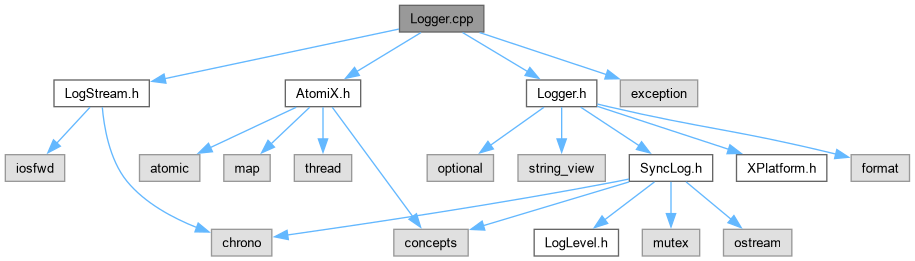 Logger.cpp
LogStream.h
AtomiX.h
Logger.h
exception
iosfwd
atomic
map
thread
optional
string_view
SyncLog.h
XPlatform.h
format
chrono
concepts
LogLevel.h
mutex
ostream